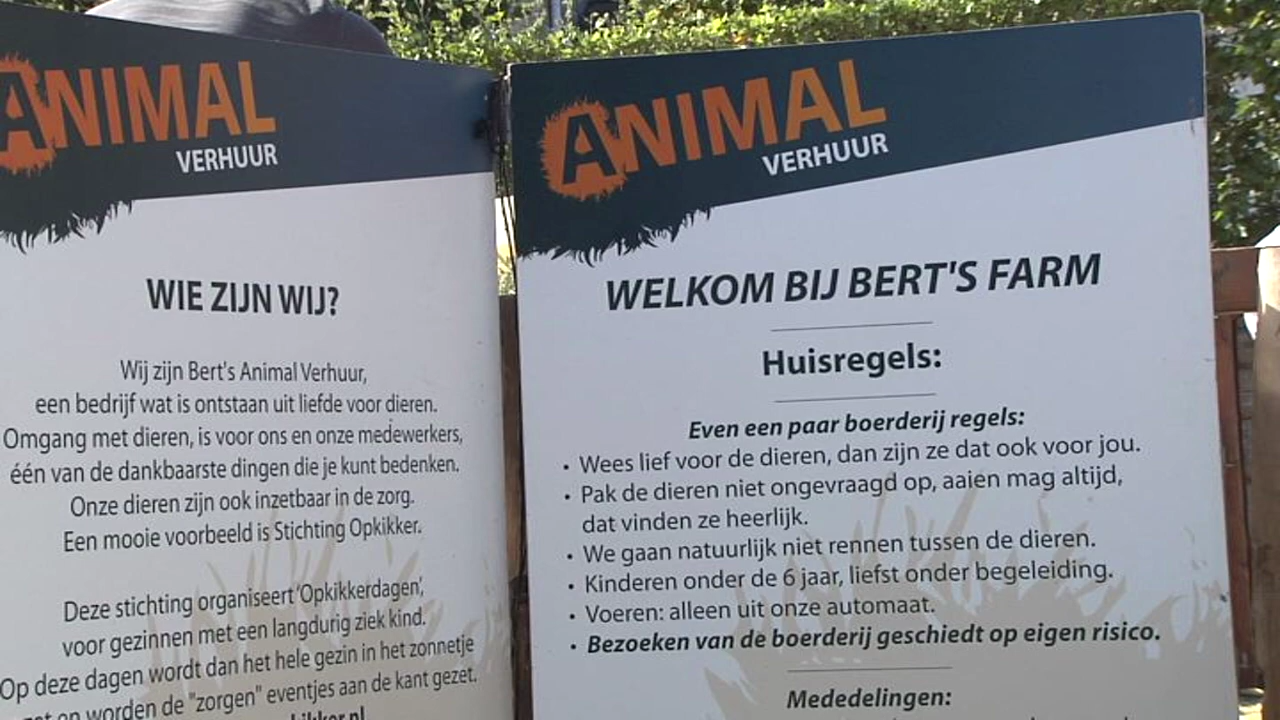 ANIMAL
VERHUUR
WIE ZIJN WIJ?
Wij zijn Bert's Animal Verhuur,
een bedrijf wat is ontstaan uit liefde voor dieren.
Omgang met dieren, is voor ons en onze medewerkers,
één van de dankbaarste dingen die je kunt bedenken.
Onze dieren zijn ook inzetbaar in de zorg.
Een mooie voorbeeld is Stichting Opkikker.
Deze stichting organiseert 'Opkikkerdagen',
voor gezinnen met een langdurig ziek kind.
Op deze dagen wordt dan het hele gezin in het zonnetje
en worden de "zorgen" eventjes aan de kant gezet.
ANIMAL
VERHUUR
WELKOM BIJ BERT'S FARM
Huisregels:
Even een paar boerderij regels:
• Wees lief voor de dieren, dan zijn ze dat ook voor jou.
• Pak de dieren niet ongevraagd op, aaien mag altijd,
dat vinden ze heerlijk.
• We gaan natuurlijk niet rennen tussen de dieren.
• Kinderen onder de 6 jaar, liefst onder begeleiding.
• Voeren: alleen uit onze automaat.
• Bezoeken van de boerderij geschiedt op eigen risico.
Mededelingen: